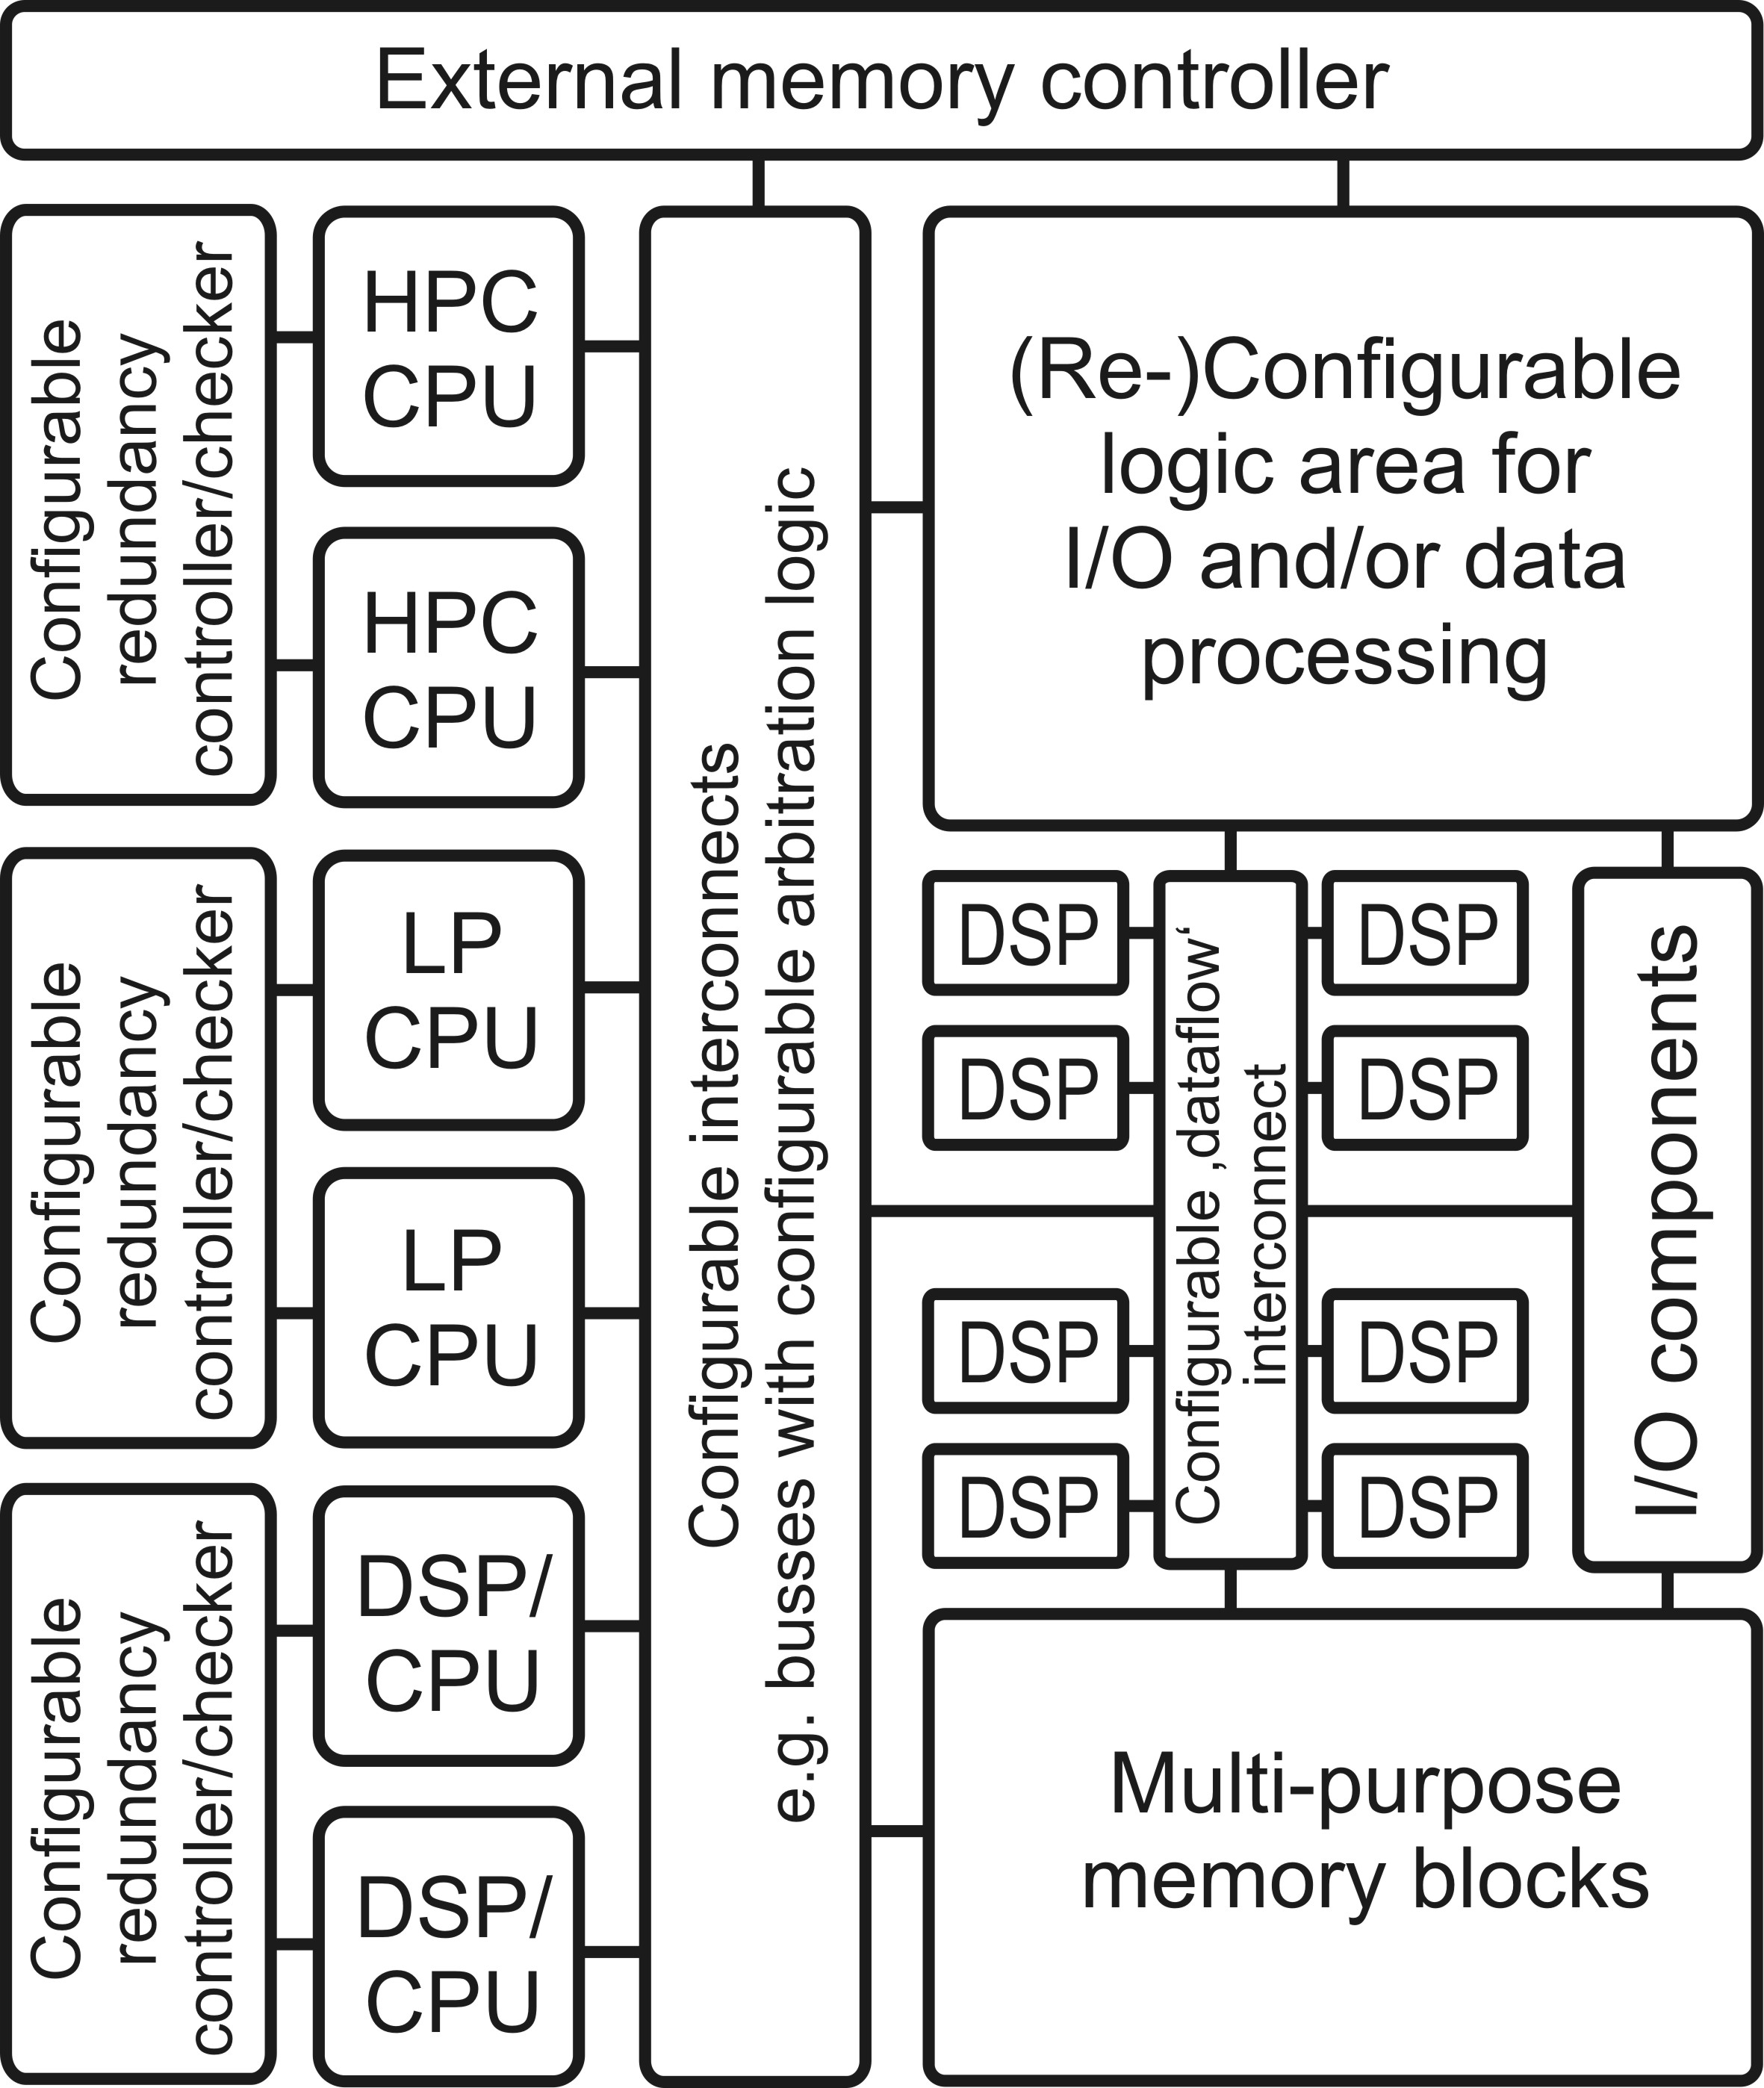 External memory controller
Configurable
redundancy
controller/checker
HPC
CPU
HPC
CPU
Configurable
redundancy
controller/checker
LP
CPU
LP
CPU
Configurable
redundancy
controller/checker
DSP/
CPU
DSP/
CPU
Configurable interconnects
e.g. busses with configurable arbitration logic
(Re-)Configurable
logic area for
I/O and/or data
processing
DSP
DSP
DSP
DSP
Configurable ‚dataflow‘
interconnect
DSP
DSP
DSP
DSP
I/O components
Multi-purpose
memory blocks